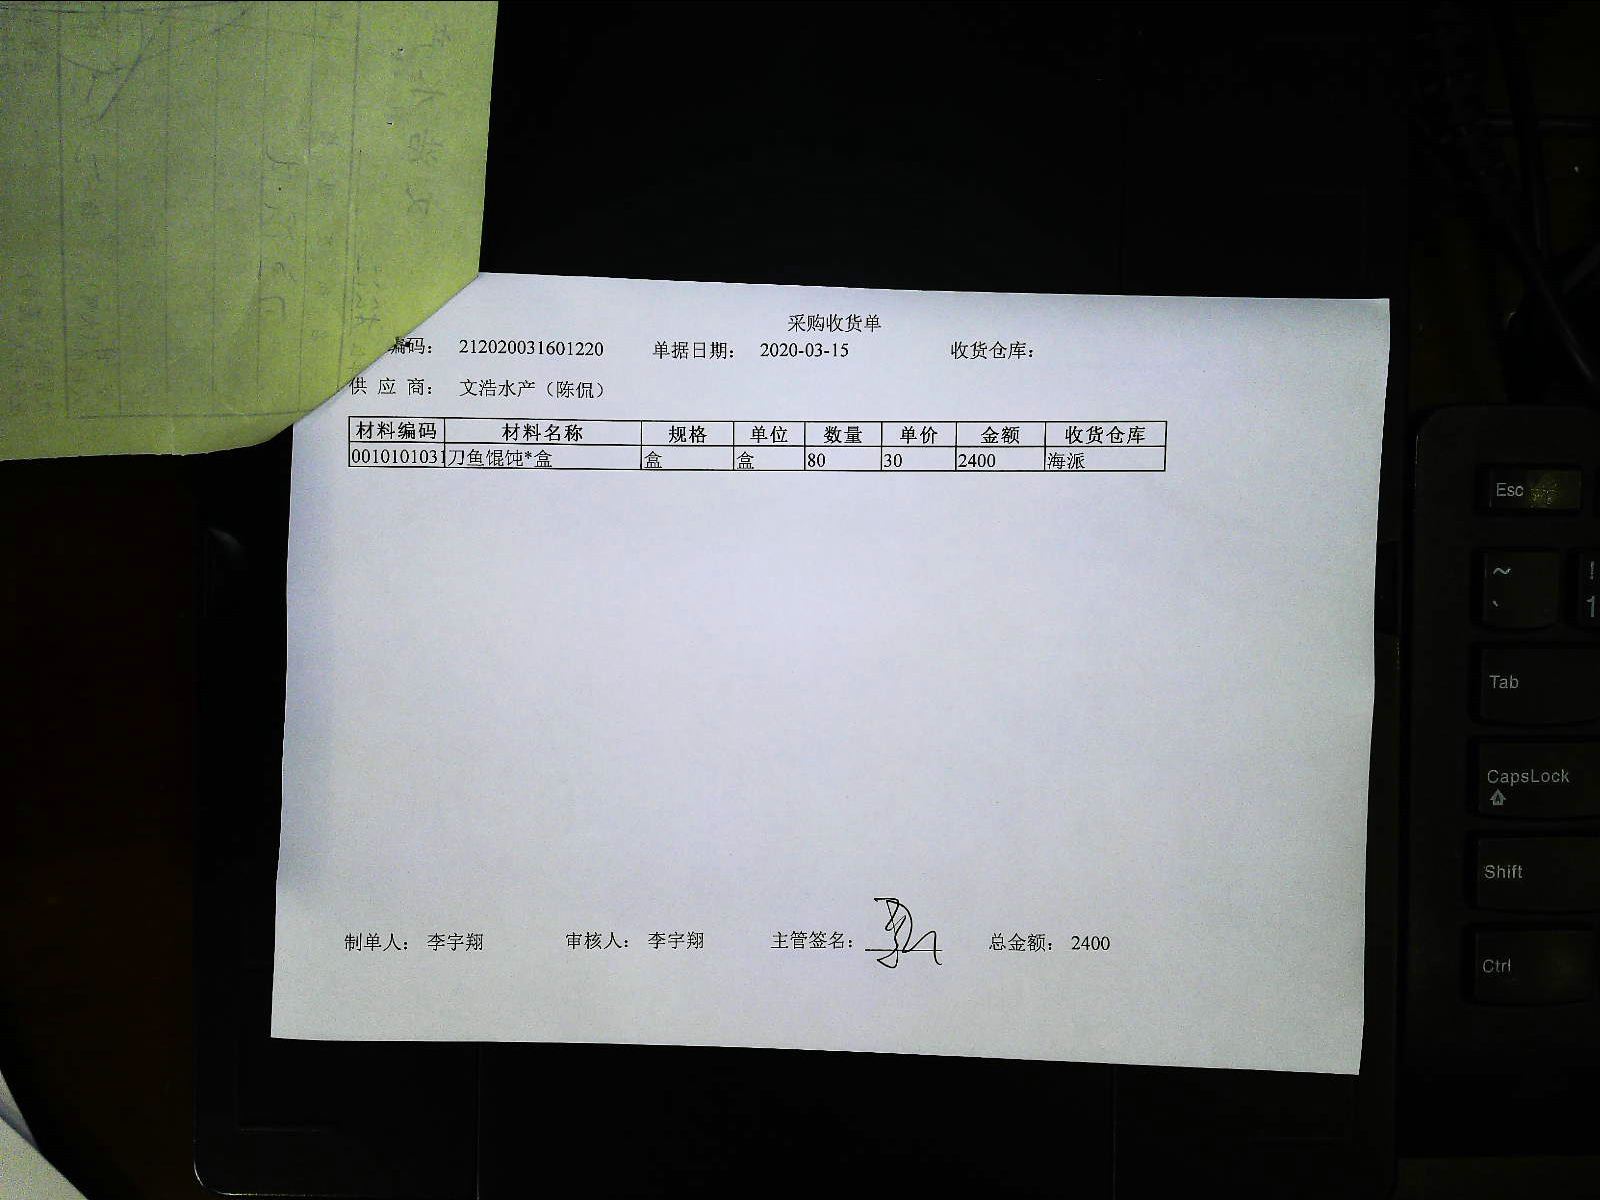 采购收货单
编码： 212020031601220 单据日期： 2020-03-15 收货仓库：
供 应 商： 文浩水产（陈侃）
材料编码 材料名称 规格 单位 数量 单价 金额 收货仓库
0010101031 刀鱼馄饨*盒 盒 盒 80 30 2400 海派
制单人： 李宇翔 审核人： 李宇翔 主管签名： 总金额： 2400
Esc
~
`
!
1
Tab
CapsLock
Shift
Ctrl